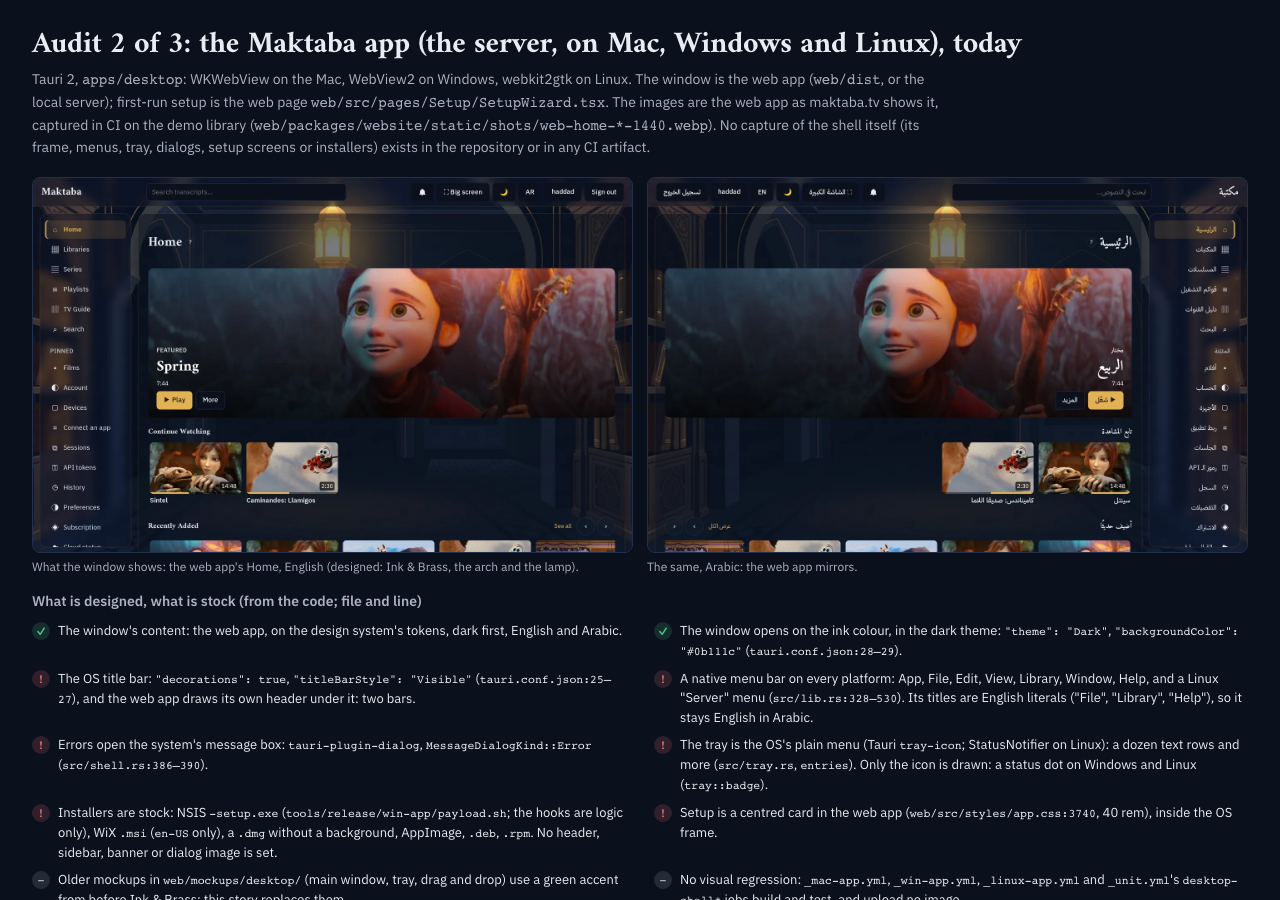 Audit 2 of 3: the Maktaba app (the server, on Mac, Windows and Linux), today
Tauri 2, apps/desktop: WKWebView on the Mac, WebView2 on Windows, webkit2gtk on Linux. The window is the web app (web/dist, or the
local server); first-run setup is the web page web/src/pages/Setup/SetupWizard.tsx. The images are the web app as maktaba.tv shows it,
captured in CI on the demo library (web/packages/website/static/shots/web-home-*-1440.webp). No capture of the shell itself (its
frame, menus, tray, dialogs, setup screens or installers) exists in the repository or in any CI artifact.
Maktaba
Search transcripts...
Big screen
AR
haddad
Sign out
Home
Libraries
Series
Playlists
TV Guide
Search
PINNED
Films
Account
Devices
Connect an app
Sessions
API tokens
History
Preferences
Subscription
Home ?
FEATURED
Spring
7:44
▶ Play
More
Continue Watching
14:48
2:30
Sintel
Caminandes: Llamigos
Recently Added
See all
مكتبة
ابحث في النصوص...
الشاشة الكبيرة
EN
haddad
تسجيل الخروج
الرئيسية
المكتبات
المسلسلات
قوائم التشغيل
دليل القنوات
البحث
المثبتة
أفلام
الحساب
الأجهزة
ربط تطبيق
الجلسات
رموز الـ API
السجل
التفضيلات
الاشتراك
الرئيسية ؟
مختار
الربيع
7:44
▶ شغّل
المزيد
تابع المشاهدة
14:48
2:30
سينتل
كاميناندس: صديقنا اللاما
أضيف حديثًا
عرض الكل
What the window shows: the web app's Home, English (designed: Ink & Brass, the arch and the lamp).
The same, Arabic: the web app mirrors.
What is designed, what is stock (from the code; file and line)
The window's content: the web app, on the design system's tokens, dark first, English and Arabic.
The window opens on the ink colour, in the dark theme: "theme": "Dark", "backgroundColor":
"#0b111c" (tauri.conf.json:28–29).
! The OS title bar: "decorations": true, "titleBarStyle": "Visible" (tauri.conf.json:25–
27), and the web app draws its own header under it: two bars.
! A native menu bar on every platform: App, File, Edit, View, Library, Window, Help, and a Linux
"Server" menu (src/lib.rs:328–530). Its titles are English literals ("File", "Library", "Help"), so it
stays English in Arabic.
! Errors open the system's message box: tauri-plugin-dialog, MessageDialogKind::Error
(src/shell.rs:386–390).
! The tray is the OS's plain menu (Tauri tray-icon; StatusNotifier on Linux): a dozen text rows and
more (src/tray.rs, entries). Only the icon is drawn: a status dot on Windows and Linux
(tray::badge).
! Installers are stock: NSIS -setup.exe (tools/release/win-app/payload.sh; the hooks are logic
only), WiX .msi (en-US only), a .dmg without a background, AppImage, .deb, .rpm. No header,
sidebar, banner or dialog image is set.
! Setup is a centred card in the web app (web/src/styles/app.css:3740, 40 rem), inside the OS
frame.
– Older mockups in web/mockups/desktop/ (main window, tray, drag and drop) use a green accent
from before Ink & Brass; this story replaces them.
– No visual regression: _mac-app.yml, _win-app.yml, _linux-app.yml and _unit.yml's desktop-
shell* jobs build and test, and upload no image.